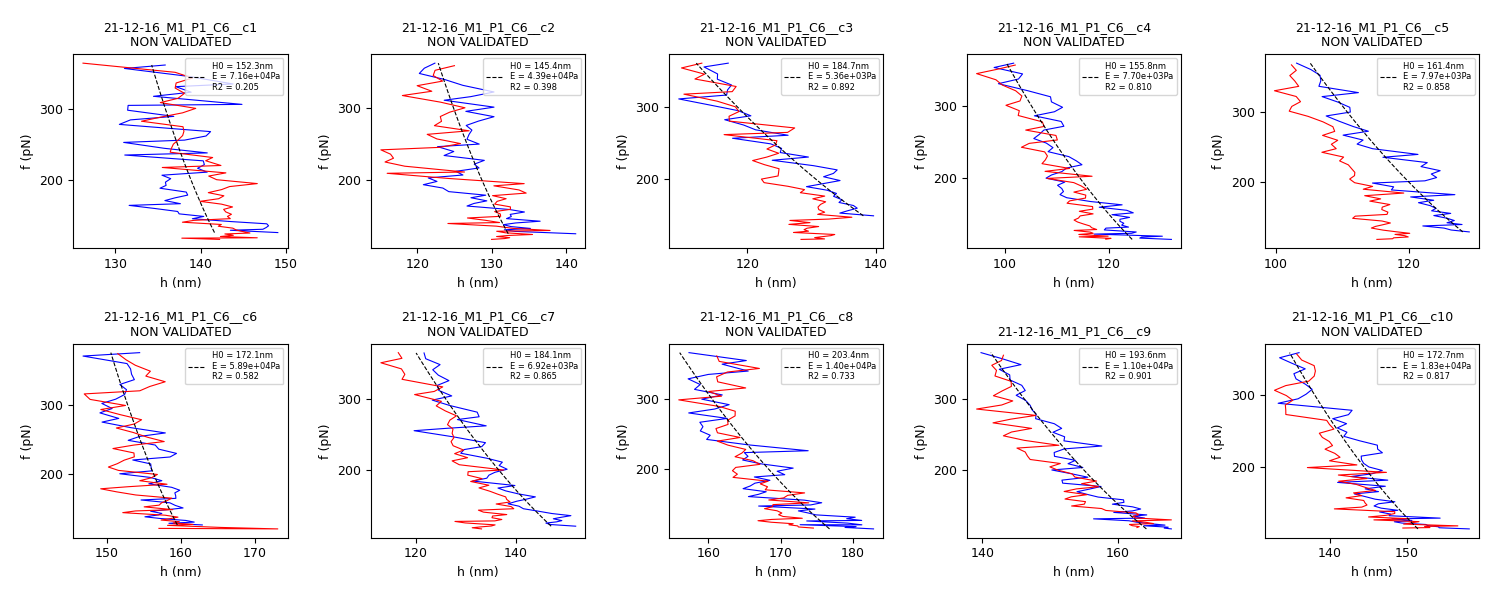 21-12-16_M1_P1_C6__c1
NON VALIDATED
H0 = 152.3nm
E = 7.16e+04Pa
R2 = 0.205
f (pN)
300
200
130
140
150
h (nm)
21-12-16_M1_P1_C6__c2
NON VALIDATED
H0 = 145.4nm
E = 4.39e+04Pa
R2 = 0.398
f (pN)
300
200
120
130
140
h (nm)
21-12-16_M1_P1_C6__c3
NON VALIDATED
H0 = 184.7nm
E = 5.36e+03Pa
R2 = 0.892
f (pN)
300
200
120
140
h (nm)
21-12-16_M1_P1_C6__c4
NON VALIDATED
H0 = 155.8nm
E = 7.70e+03Pa
R2 = 0.810
f (pN)
300
200
100
120
h (nm)
21-12-16_M1_P1_C6__c5
NON VALIDATED
H0 = 161.4nm
E = 7.97e+03Pa
R2 = 0.858
f (pN)
300
200
100
120
h (nm)
21-12-16_M1_P1_C6__c6
NON VALIDATED
H0 = 172.1nm
E = 5.89e+04Pa
R2 = 0.582
f (pN)
300
200
150
160
170
h (nm)
21-12-16_M1_P1_C6__c7
NON VALIDATED
H0 = 184.1nm
E = 6.92e+03Pa
R2 = 0.865
f (pN)
300
200
120
140
h (nm)
21-12-16_M1_P1_C6__c8
NON VALIDATED
H0 = 203.4nm
E = 1.40e+04Pa
R2 = 0.733
f (pN)
300
200
160
170
180
h (nm)
21-12-16_M1_P1_C6__c9
H0 = 193.6nm
E = 1.10e+04Pa
R2 = 0.901
f (pN)
300
200
140
160
h (nm)
21-12-16_M1_P1_C6__c10
NON VALIDATED
H0 = 172.7nm
E = 1.83e+04Pa
R2 = 0.817
f (pN)
300
200
140
150
h (nm)